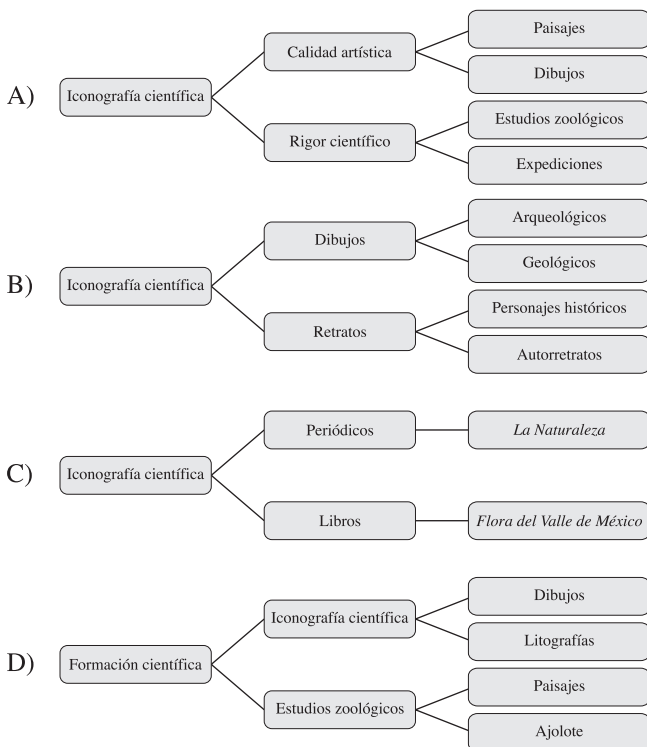 A)
Iconografía científica
Calidad artística
Paisajes
Dibujos
Rigor científico
Estudios zoológicos
Expediciones
B)
Iconografía científica
Dibujos
Arqueológicos
Geológicos
Retratos
Personajes históricos
Autorretratos
C)
Iconografía científica
Periódicos
La Naturaleza
Libros
Flora del Valle de México
D)
Formación científica
Iconografía científica
Dibujos
Litografías
Estudios zoológicos
Paisajes
Ajolote